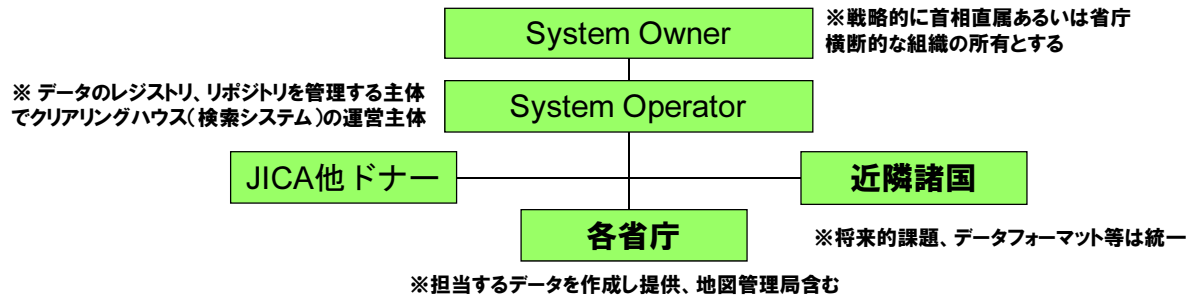 System Owner
※戦略的に首相直属あるいは省庁
横断的な組織の所有とする
※ データのレジストリ、リポジトリを管理する主体
でクリアリングハウス(検索システム)の運営主体
System Operator
JICA他ドナー
近隣諸国
各省庁
※将来的課題、データフォーマット等は統一
※担当するデータを作成し提供、地図管理局含む